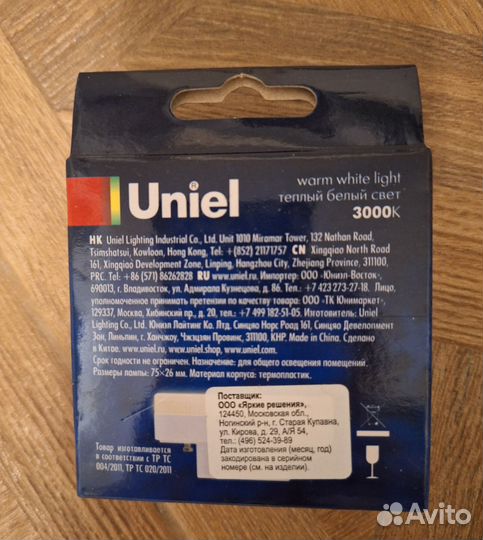 Uniel®
warm white light
теплый белый свет
3000K
HK Uniel Lighting Industrial Co., Ltd. Unit 1010 Miramar Tower, 132 Nathan Road,
Tsimshatsui, Kowloon, Hong Kong, Tel: +(852) 21171757 CN Xingqiao North Road
161, Xingqiao Development Zone, Linping, Hangzhou City, Zhejiang Province, 311100,
PRC. Tel: + 86 (571) 86262828 RU www.uniel.ru. Импортер: ООО «Юниэл-Восток»,
690013, г. Владивосток, ул. Адмирала Кузнецова, д. 86. Тел.: +7 423 273-27-18. Лицо,
уполномоченное принимать претензии по качеству товара: ООО «ТК Юнимаркет»,
129337, Москва, Хибинский пр., д. 20, тел.: +7 499 182-51-05. Изготовитель: Uniel
Lighting Co., Ltd. Юниэл Лайтинг Ко. Лтд. Синцяо Норс Роад 161, Синцяо Девелопмент
Зон, Линьпин, г. Ханчжоу, Чжэцзян Провинс, 311100, КНР. Made in China. Сделано
в Китае. www.uniel.ru, www.uniel.shop, www.uniel.com.
Срок годности не ограничен. Назначение: для общего освещения помещений.
Размеры лампы: 75×26 мм. Материал корпуса: термопластик.
Поставщик:
ООО «Яркие решения»,
124450, Московская обл.,
Ногинский р-н, г. Старая Купавна,
ул. Кирова, д. 29, А/Я 54,
тел.: (496) 524-39-89
Дата изготовления (месяц, год)
закодирована в серийном
номере (см. на изделии).
Товар изготавливается
в соответствии с ТР ТС
004/2011, ТР ТС 020/2011
Avito